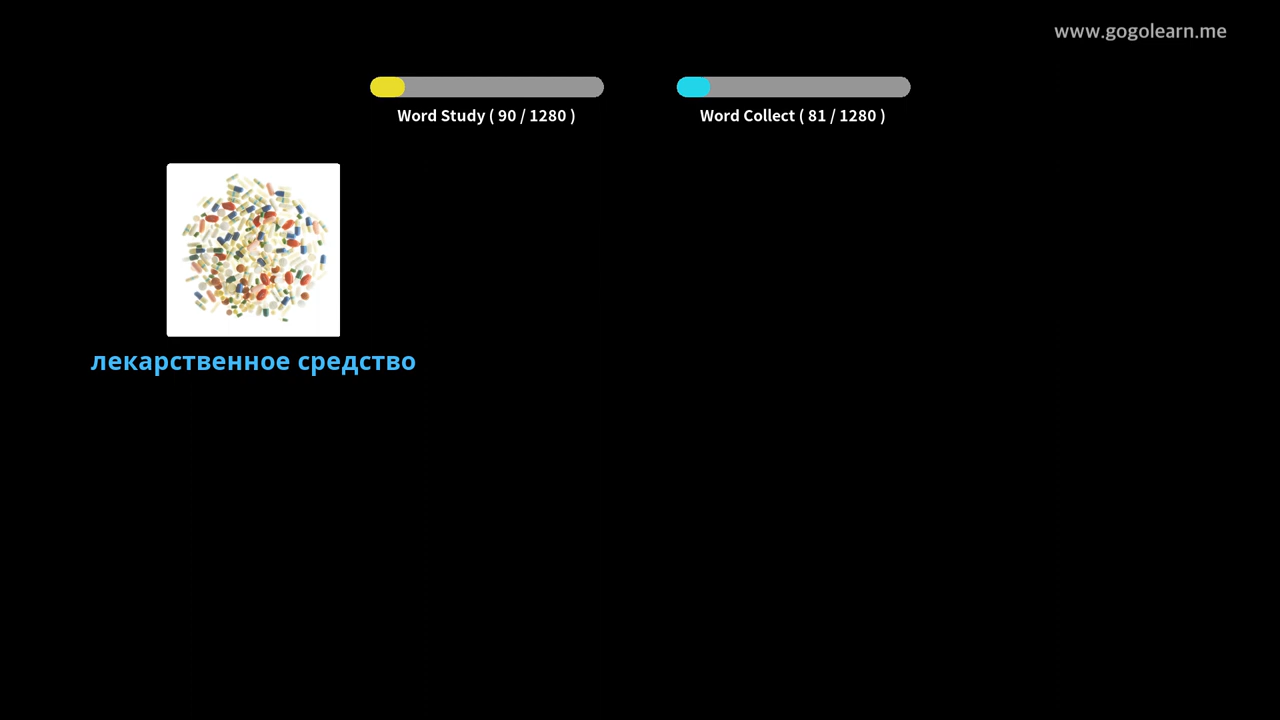 www.gogolearn.me
Word Study ( 90 / 1280 )
Word Collect ( 81 / 1280 )
лекарственное средство